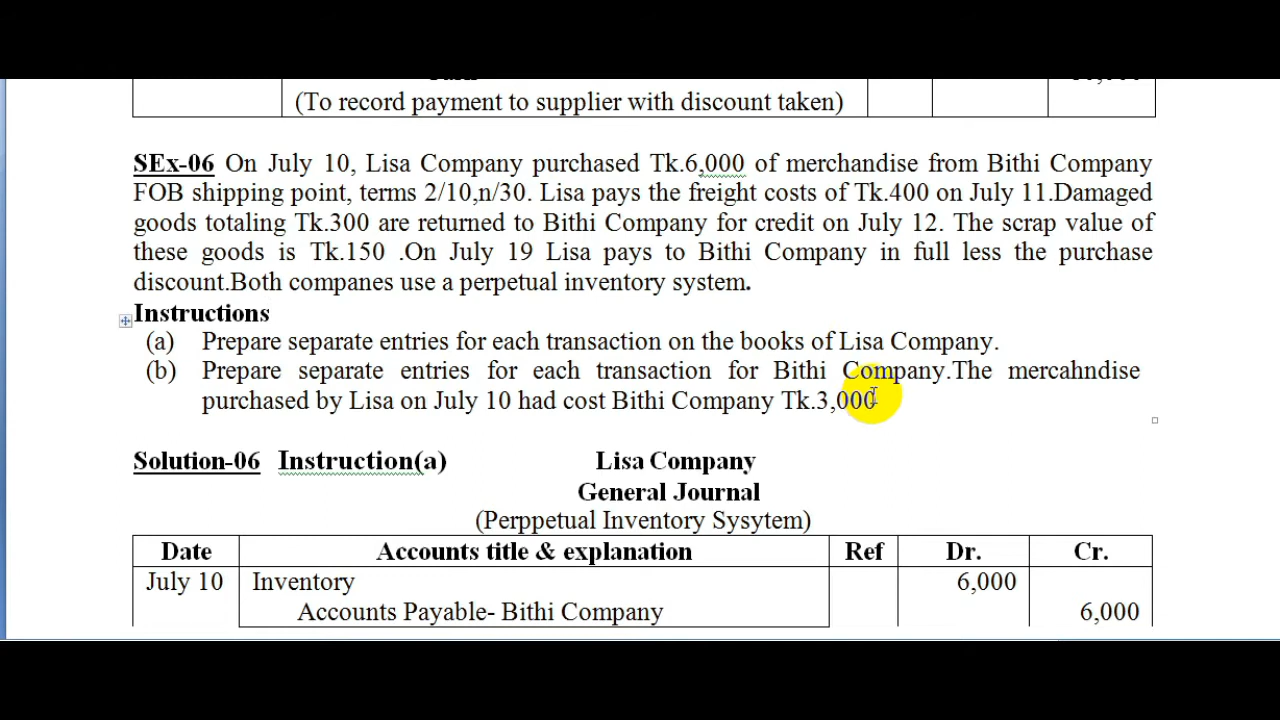 (To record payment to supplier with discount taken)
SEx-06 On July 10, Lisa Company purchased Tk.6,000 of merchandise from Bithi Company
FOB shipping point, terms 2/10,n/30. Lisa pays the freight costs of Tk.400 on July 11.Damaged
goods totaling Tk.300 are returned to Bithi Company for credit on July 12. The scrap value of
these goods is Tk.150 .On July 19 Lisa pays to Bithi Company in full less the purchase
discount.Both companes use a perpetual inventory system.
Instructions
(a) Prepare separate entries for each transaction on the books of Lisa Company.
(b) Prepare separate entries for each transaction for Bithi Company.The mercahndise
purchased by Lisa on July 10 had cost Bithi Company Tk.3,000
Solution-06 Instruction(a) Lisa Company
General Journal
(Perppetual Inventory Sysytem)
Date Accounts title & explanation Ref Dr. Cr.
July 10 Inventory 6,000
Accounts Payable- Bithi Company 6,000